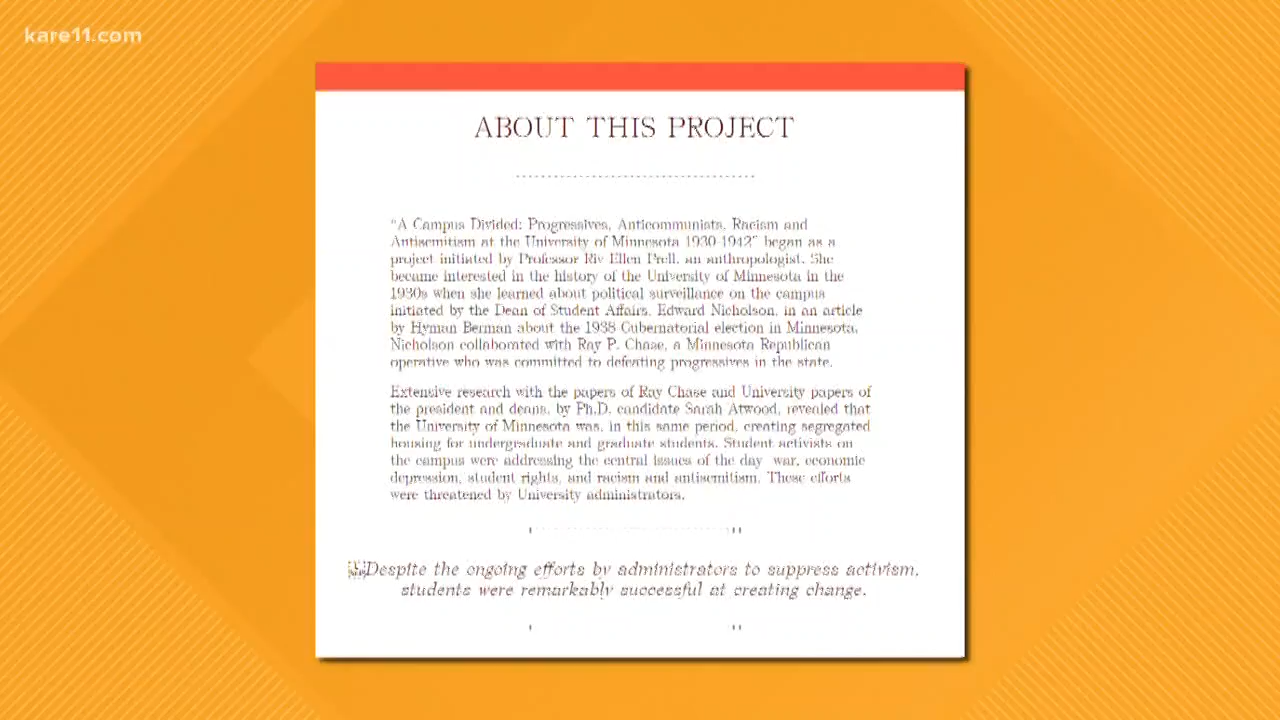 kare11.com
ABOUT THIS PROJECT
"A Campus Divided: Progressives, Anticommunists, Racism and
Antisemitism at the University of Minnesota 1930-1942" began as a
project initiated by Professor Riv Ellen Prell, an anthropologist. She
became interested in the history of the University of Minnesota in the
1930s when she learned about political surveillance on the campus
initiated by the Dean of Student Affairs, Edward Nicholson, in an article
by Hyman Berman about the 1938 Gubernatorial election in Minnesota.
Nicholson collaborated with Ray P. Chase, a Minnesota Republican
operative who was committed to defeating progressives in the state.
Extensive research with the papers of Ray Chase and University papers of
the president and deans, by Ph.D. candidate Sarah Atwood, revealed that
the University of Minnesota was, in this same period, creating segregated
housing for undergraduate and graduate students. Student activists on
the campus were addressing the central issues of the day war, economic
depression, student rights, and racism and antisemitism. These efforts
were threatened by University administrators.
Despite the ongoing efforts by administrators to suppress activism,
students were remarkably successful at creating change.